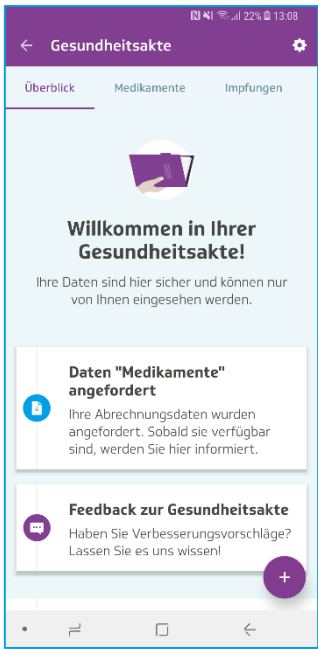 22% 13:08
Gesundheitsakte
Überblick Medikamente Impfungen
Willkommen in Ihrer
Gesundheitsakte!
Ihre Daten sind hier sicher und können nur
von Ihnen eingesehen werden.
Daten "Medikamente"
angefordert
Ihre Abrechnungsdaten wurden
angefordert. Sobald sie verfügbar
sind, werden Sie hier informiert.
Feedback zur Gesundheitsakte
Haben Sie Verbesserungsvorschläge?
Lassen Sie es uns wissen!
+